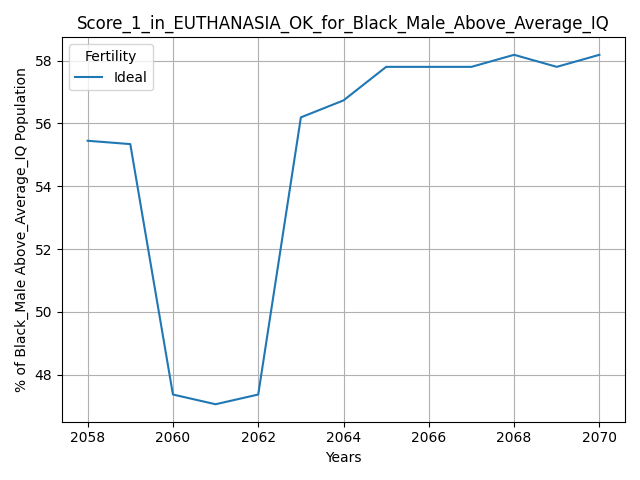 Score_1_in_EUTHANASIA_OK_for_Black_Male_Above_Average_IQ
Fertility
Ideal
% of Black_Male Above_Average_IQ Population
58
56
54
52
50
48
2058 2060 2062 2064 2066 2068 2070
Years